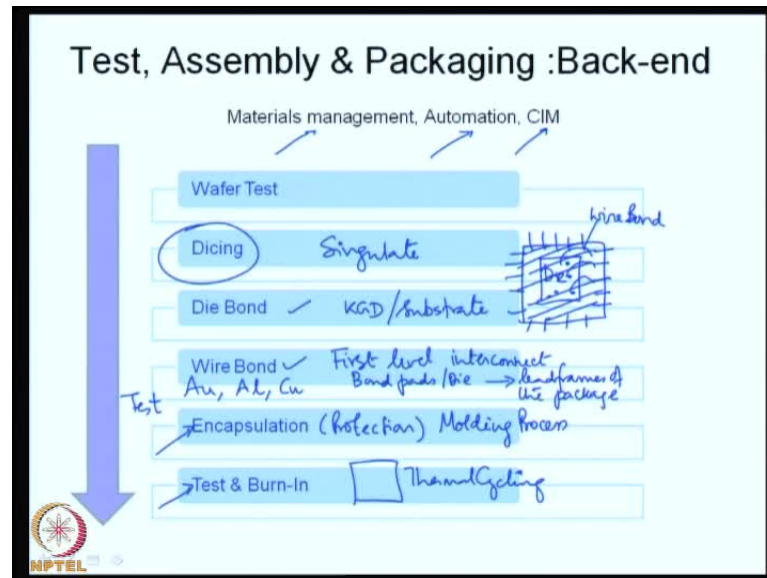 Test, Assembly & Packaging :Back-end
Materials management, Automation, CIM
Wafer Test
wire bond
Dicing Singulate
Die
Die Bond KGD/Substrate
Wire Bond First level interconnect
Au, Al, Cu Bond pads/Die → leadframes of the package
Test
Encapsulation (Protection) Molding Process
Test & Burn-In Thermal Cycling
NPTEL